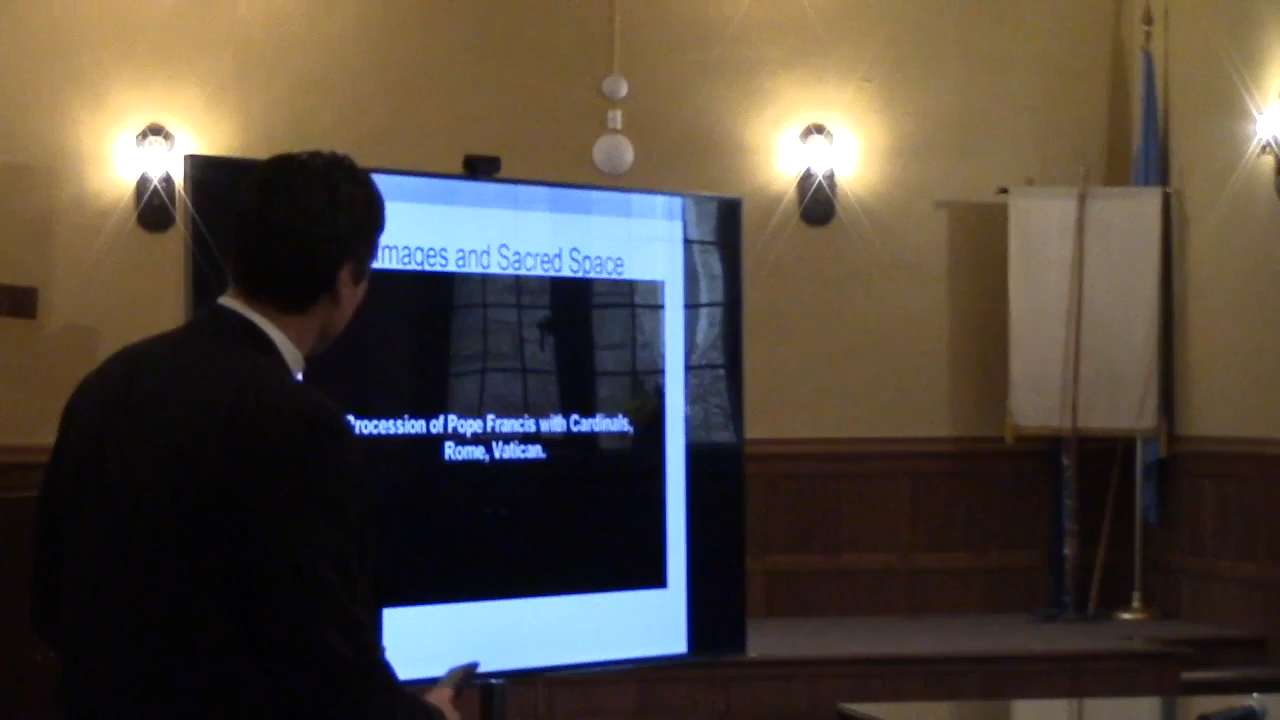 Images and Sacred Space
Procession of Pope Francis with Cardinals,
Rome, Vatican.